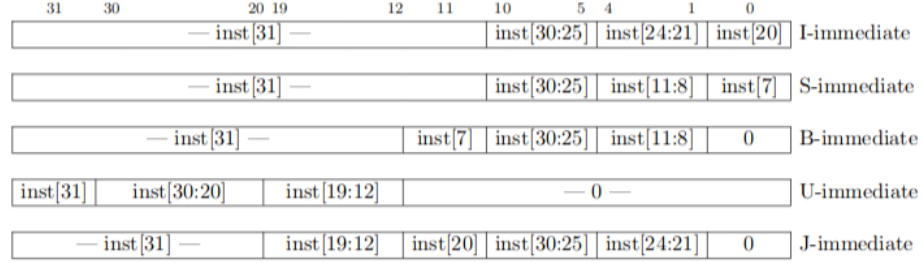 31 30 20 19 12 11 10 5 4 1 0
— inst[31] — inst[30:25] inst[24:21] inst[20] I-immediate
— inst[31] — inst[30:25] inst[11:8] inst[7] S-immediate
— inst[31] — inst[7] inst[30:25] inst[11:8] 0 B-immediate
inst[31] inst[30:20] inst[19:12] — 0 — U-immediate
— inst[31] — inst[19:12] inst[20] inst[30:25] inst[24:21] 0 J-immediate